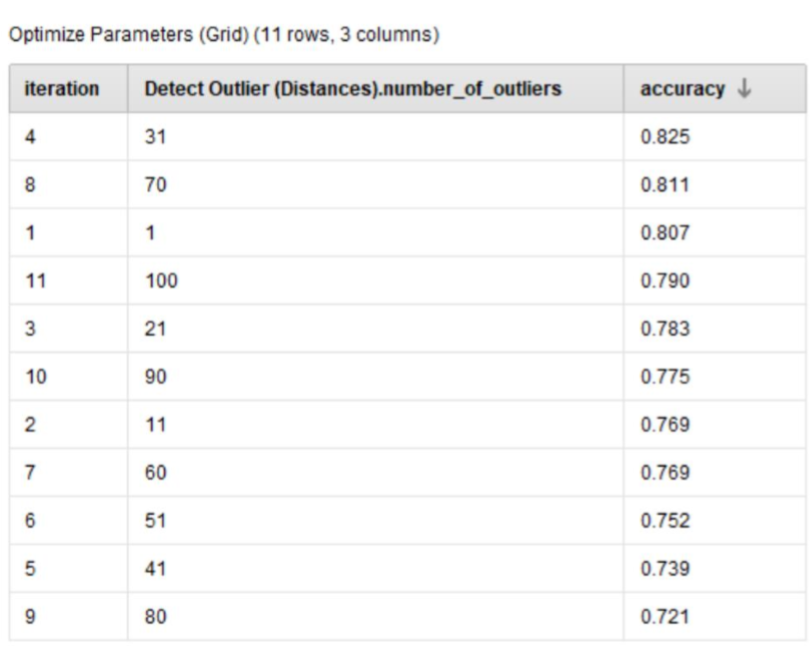 Optimize Parameters (Grid) (11 rows, 3 columns)
iteration Detect Outlier (Distances).number_of_outliers accuracy ↓
4 31 0.825
8 70 0.811
1 1 0.807
11 100 0.790
3 21 0.783
10 90 0.775
2 11 0.769
7 60 0.769
6 51 0.752
5 41 0.739
9 80 0.721